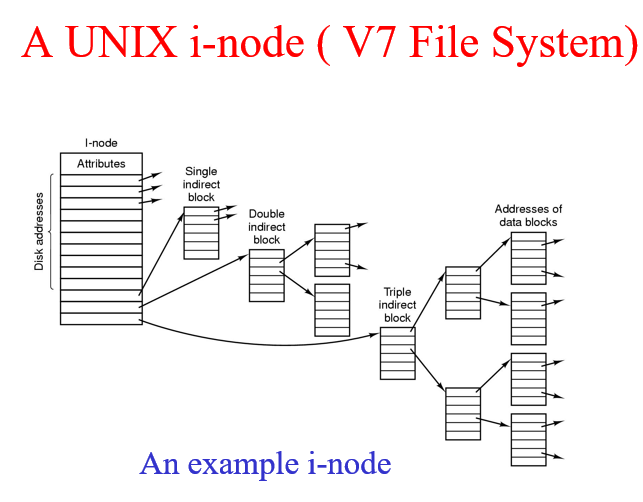 A UNIX i-node ( V7 File System)
I-node
Attributes
Disk addresses
Single
indirect
block
Double
indirect
block
Triple
indirect
block
Addresses of
data blocks
An example i-node